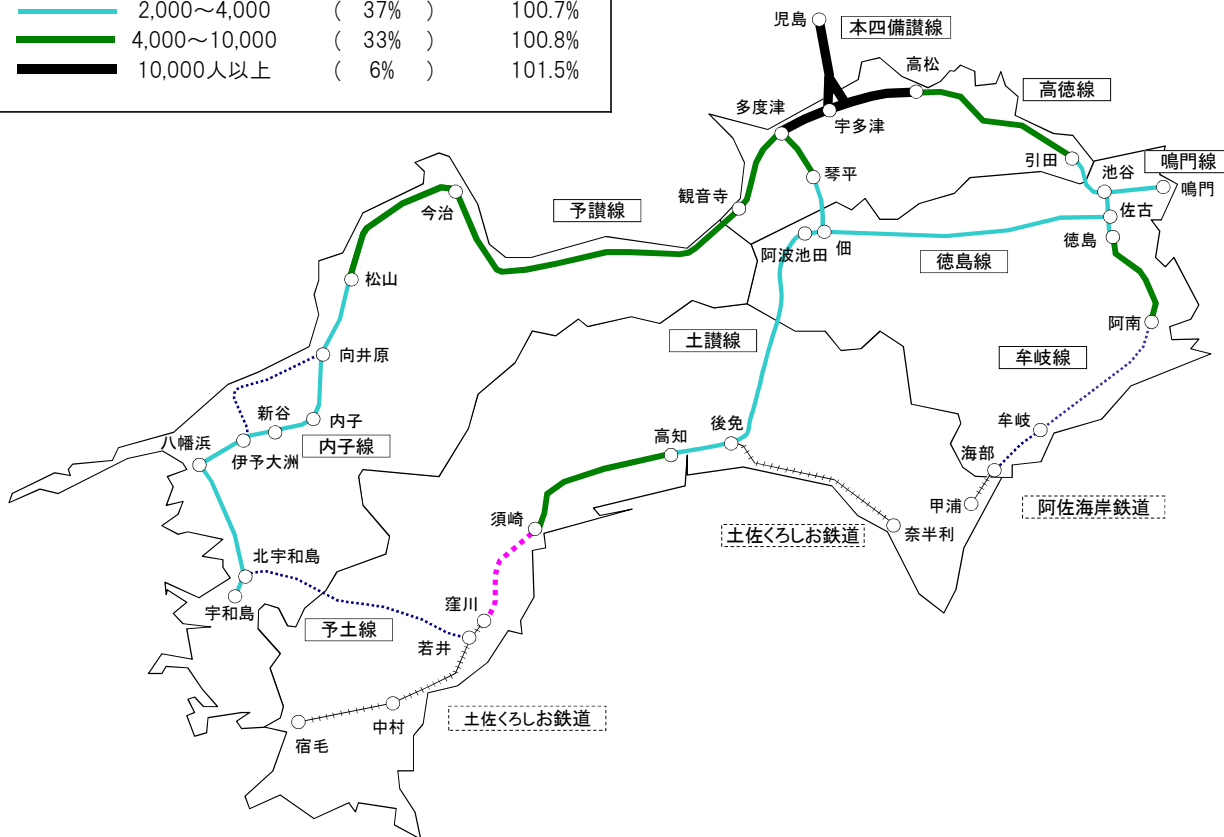 2,000～4,000 ( 37% ) 100.7%
4,000～10,000 ( 33% ) 100.8%
10,000人以上 ( 6% ) 101.5%
児島
本四備讃線
高松
高徳線
多度津
宇多津
引田
池谷
鳴門線
鳴門
琴平
今治
予讃線
観音寺
佐古
徳島
阿波池田
佃
徳島線
松山
阿南
土讃線
向井原
牟岐線
新谷
内子
牟岐
八幡浜
伊予大洲
内子線
高知
後免
海部
甲浦
阿佐海岸鉄道
須崎
土佐くろしお鉄道
奈半利
北宇和島
宇和島
窪川
予土線
若井
中村
土佐くろしお鉄道
宿毛